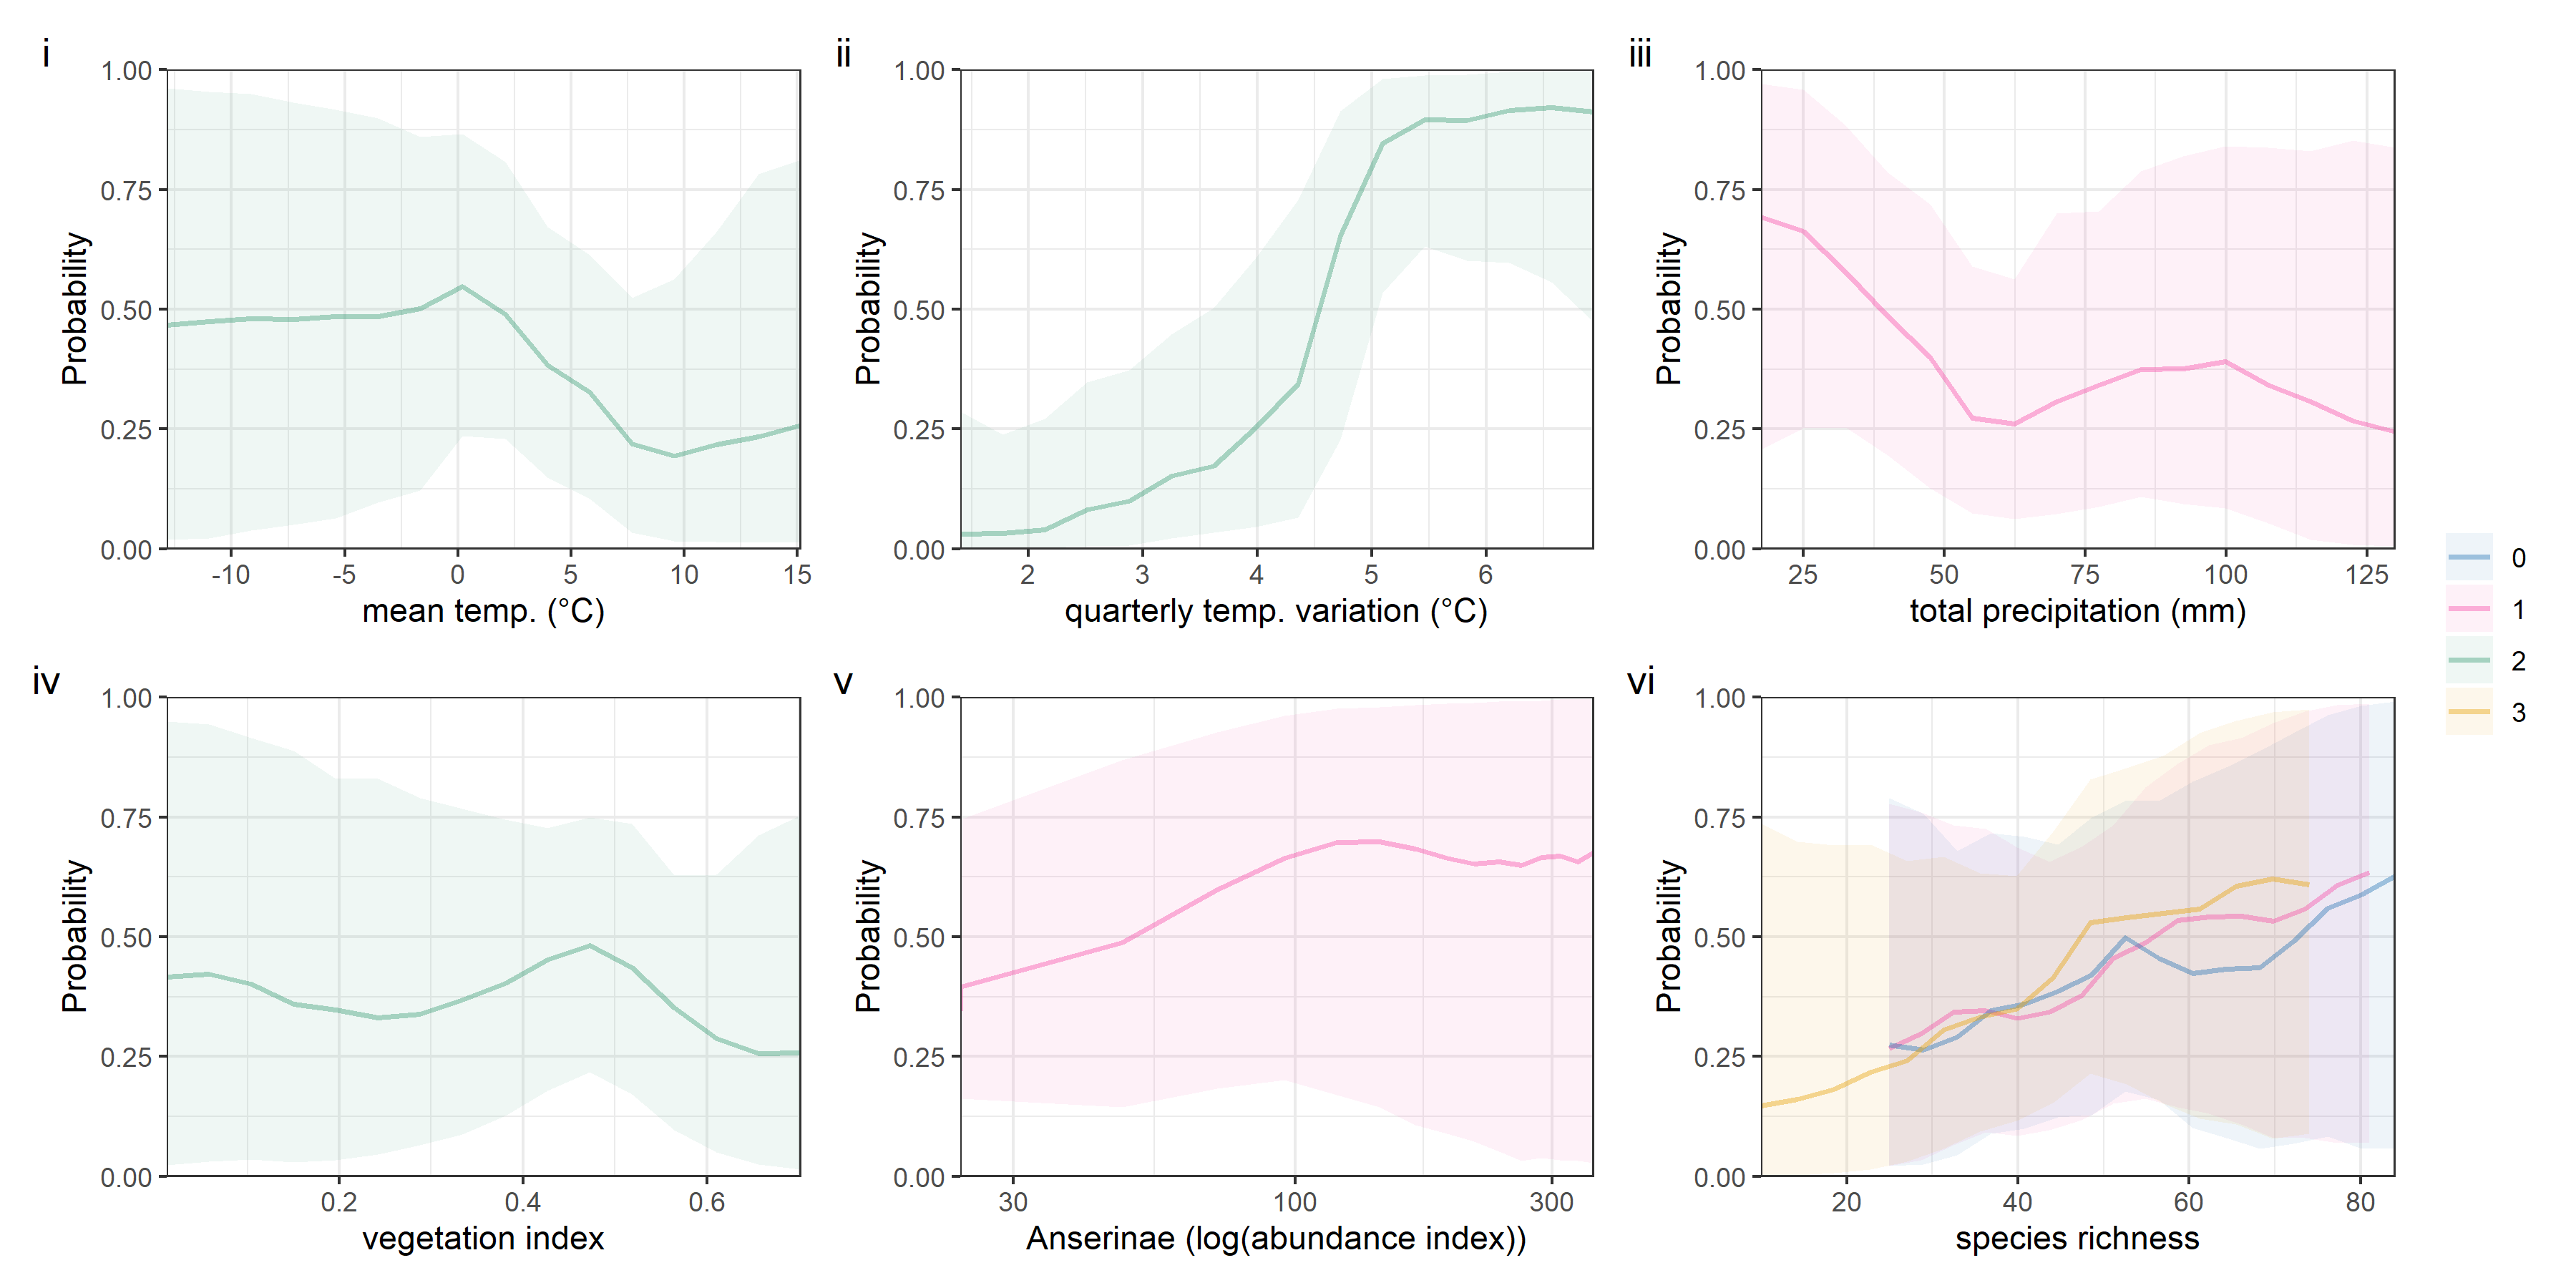 i
1.00
0.75
0.50
0.25
0.00
Probability
-10 -5 0 5 10 15
mean temp. (°C)
ii
1.00
0.75
0.50
0.25
0.00
Probability
2 3 4 5 6
quarterly temp. variation (°C)
iii
1.00
0.75
0.50
0.25
0.00
Probability
25 50 75 100 125
total precipitation (mm)
iv
1.00
0.75
0.50
0.25
0.00
Probability
0.2 0.4 0.6
vegetation index
v
1.00
0.75
0.50
0.25
0.00
Probability
30 100 300
Anserinae (log(abundance index))
vi
1.00
0.75
0.50
0.25
0.00
Probability
20 40 60 80
species richness
0
1
2
3